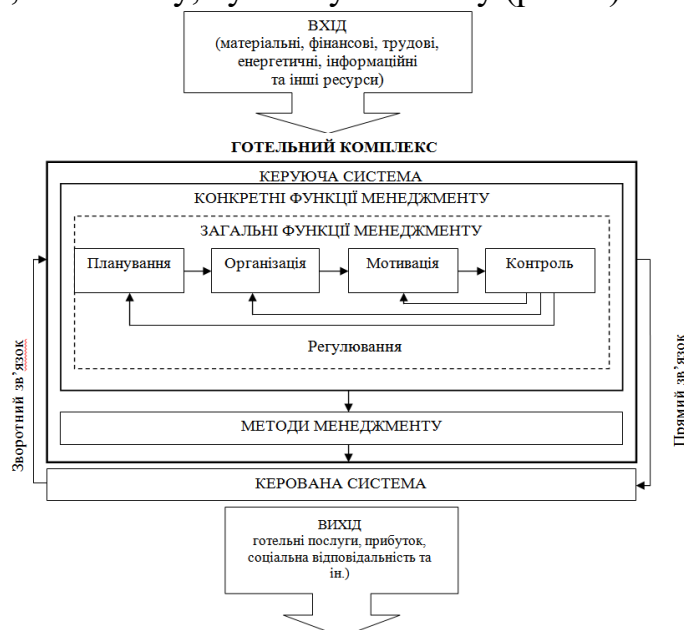 ВХІД
(матеріальні, фінансові, трудові,
енергетичні, інформаційні
та інші ресурси)
ГОТЕЛЬНИЙ КОМПЛЕКС
КЕРУЮЧА СИСТЕМА
КОНКРЕТНІ ФУНКЦІЇ МЕНЕДЖМЕНТУ
ЗАГАЛЬНІ ФУНКЦІЇ МЕНЕДЖМЕНТУ
Планування
Організація
Мотивація
Контроль
Регулювання
МЕТОДИ МЕНЕДЖМЕНТУ
Зворотний зв’язок
Прямий зв’язок
КЕРОВАНА СИСТЕМА
ВИХІД
готельні послуги, прибуток,
соціальна відповідальність та
ін.)